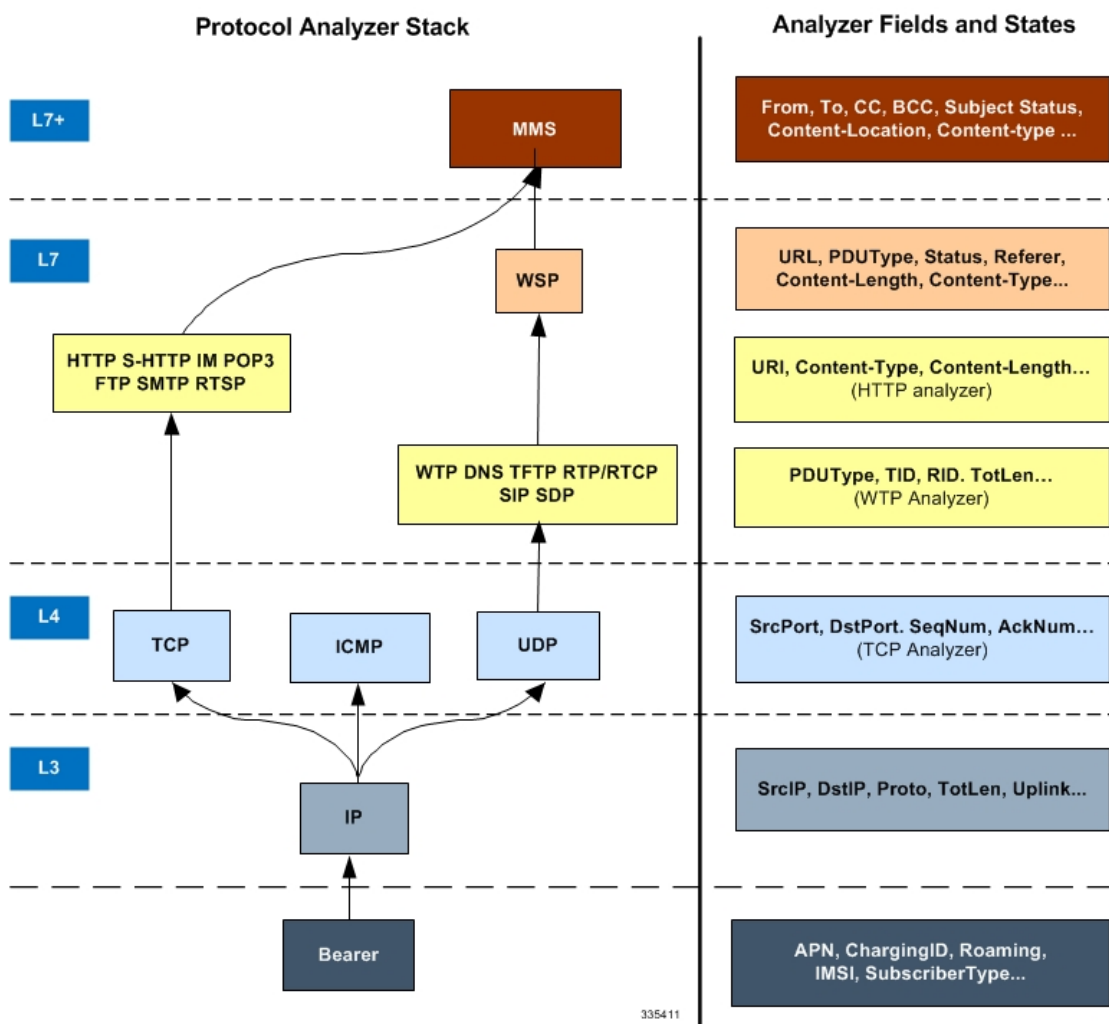 Protocol Analyzer Stack
Analyzer Fields and States
L7+
MMS
From, To, CC, BCC, Subject Status,
Content-Location, Content-type ...
L7
WSP
URL, PDUType, Status, Referer,
Content-Length, Content-Type...
HTTP S-HTTP IM POP3
FTP SMTP RTSP
URI, Content-Type, Content-Length...
(HTTP analyzer)
WTP DNS TFTP RTP/RTCP
SIP SDP
PDUType, TID, RID. TotLen...
(WTP Analyzer)
L4
TCP
ICMP
UDP
SrcPort, DstPort. SeqNum, AckNum...
(TCP Analyzer)
L3
IP
SrcIP, DstIP, Proto, TotLen, Uplink...
Bearer
APN, ChargingID, Roaming,
IMSI, SubscriberType...
335411